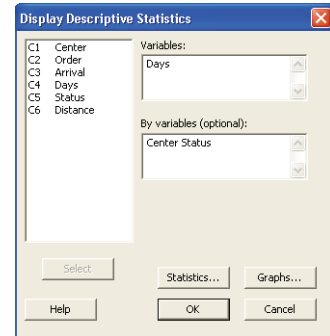 Display Descriptive Statistics
C1 Center
C2 Order
C3 Arrival
C4 Days
C5 Status
C6 Distance
Variables:
Days
By variables (optional):
Center Status
Select
Statistics...
Graphs...
Help
OK
Cancel